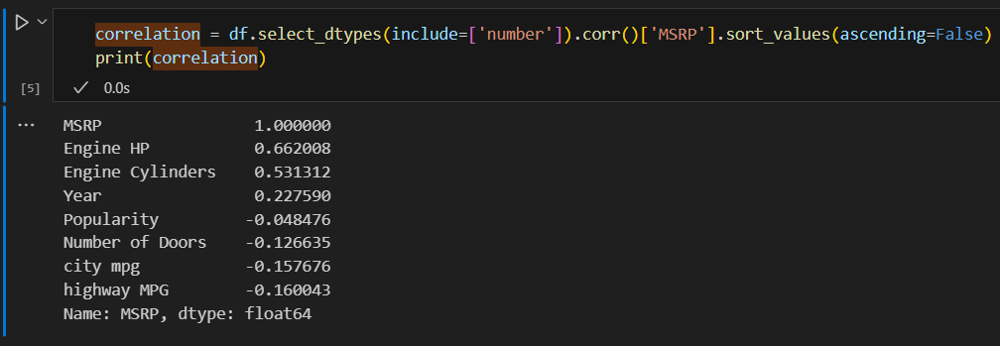 correlation = df.select_dtypes(include=['number']).corr()['MSRP'].sort_values(ascending=False)
print(correlation)
[5] 0.0s
... MSRP 1.000000
Engine HP 0.662008
Engine Cylinders 0.531312
Year 0.227590
Popularity -0.048476
Number of Doors -0.126635
city mpg -0.157676
highway MPG -0.160043
Name: MSRP, dtype: float64